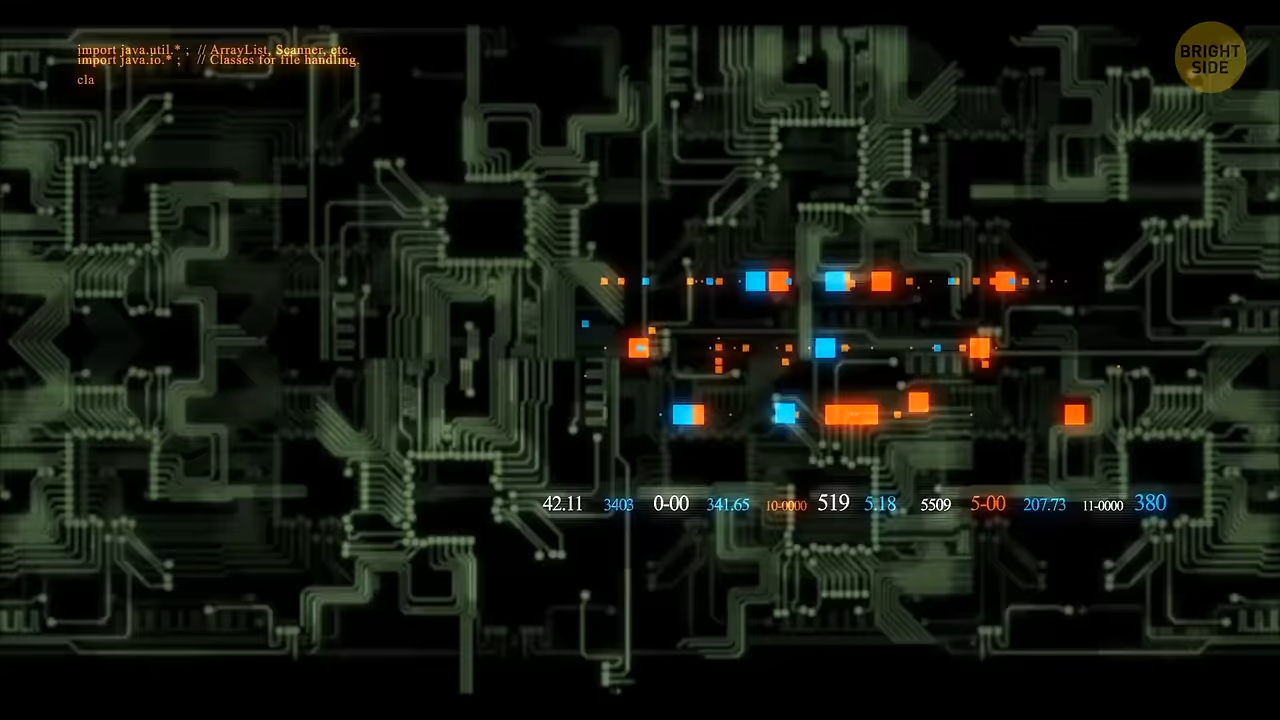 import java.util.* ;  // ArrayList, Scanner, etc.
import java.io.* ;   // Classes for file handling.
cla
BRIGHT
SIDE
42.11 3403 0-00 341.65 10-0000 519 5.18 5509 5-00 207.73 11-0000 380